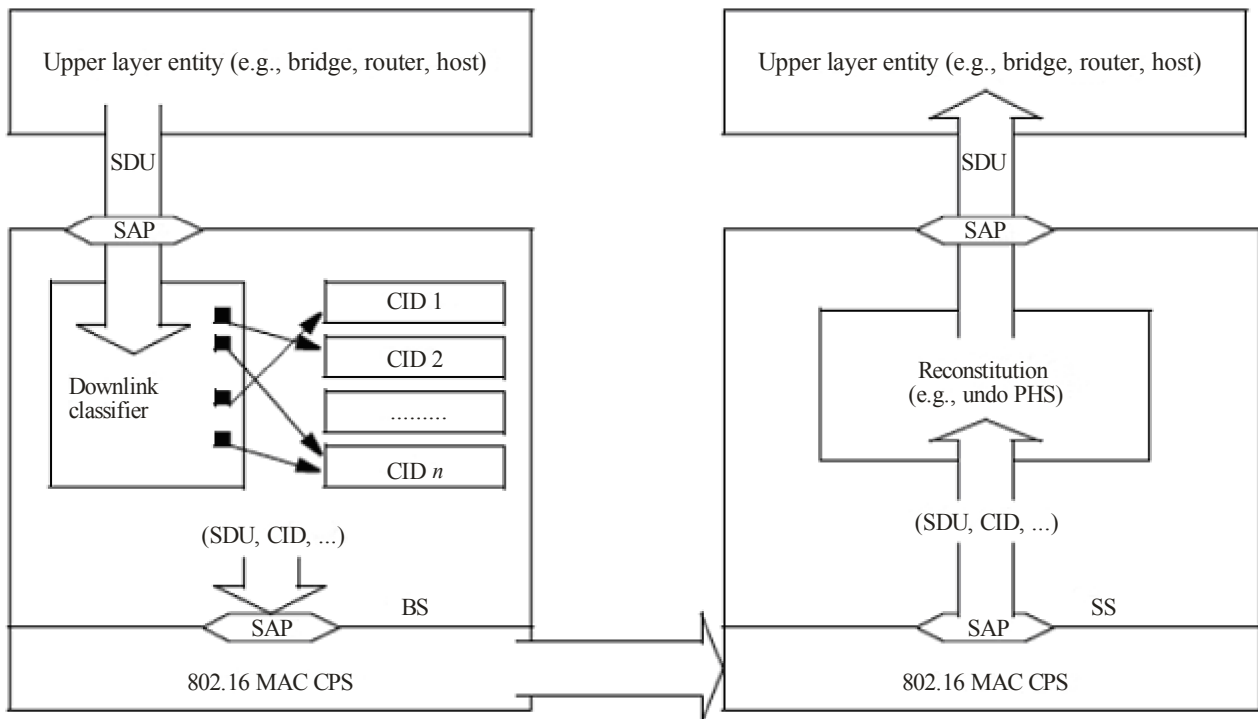 Upper layer entity (e.g., bridge, router, host)
SDU
SAP
Downlink
classifier
CID 1
CID 2
.........
CID n
(SDU, CID, ...)
SAP
BS
802.16 MAC CPS
Upper layer entity (e.g., bridge, router, host)
SDU
SAP
Reconstitution
(e.g., undo PHS)
(SDU, CID, ...)
SAP
SS
802.16 MAC CPS